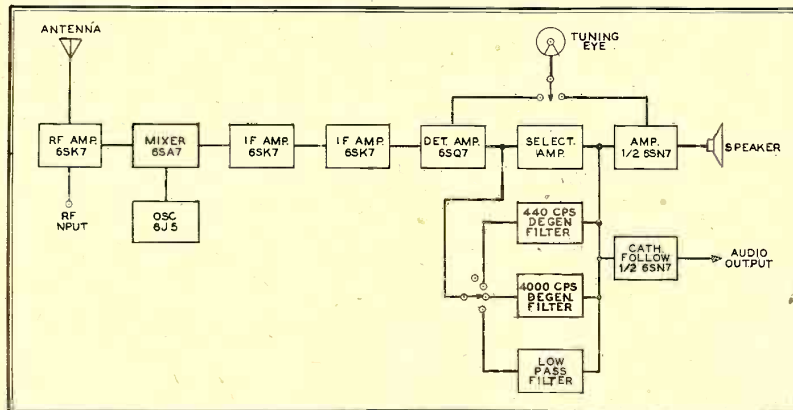 ANTENNA
TUNING
EYE
RF AMP.
6SK7
MIXER
6SA7
IF AMP.
6SK7
IF AMP.
6SK7
DET. AMP.
6SQ7
SELECT.
AMP.
AMP.
1/2 6SN7
SPEAKER
RF
NPUT
OSC
6J5
440 CPS
DEGEN
FILTER
4000 CPS
DEGEN.
FILTER
LOW
PASS
FILTER
CATH.
FOLLOW
1/2 6SN7
AUDIO
OUTPUT